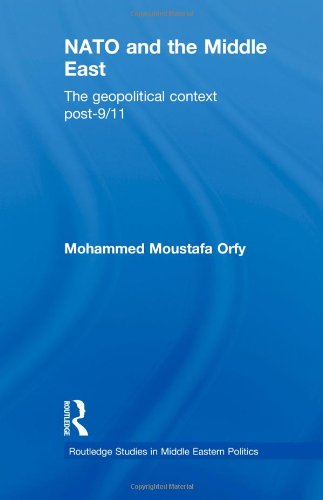 NATO and the Middle
East
The geopolitical context
post-9/11
Mohammed Moustafa Orfy
ROUTLEDGE
Routledge Studies in Middle Eastern Politics